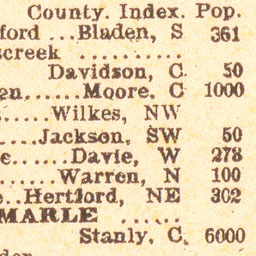 County. Index. Pop.
ford ...Bladen, S 361
screek ...........
Davidson, C 50
en......Moore. C 1000
......Wilkes, NW
.....Jackson, SW 50
e......Davie, W 278
.......Warren, N 100
e..Hertford, NE 302
MARLE ......
Stanly. C. 6000